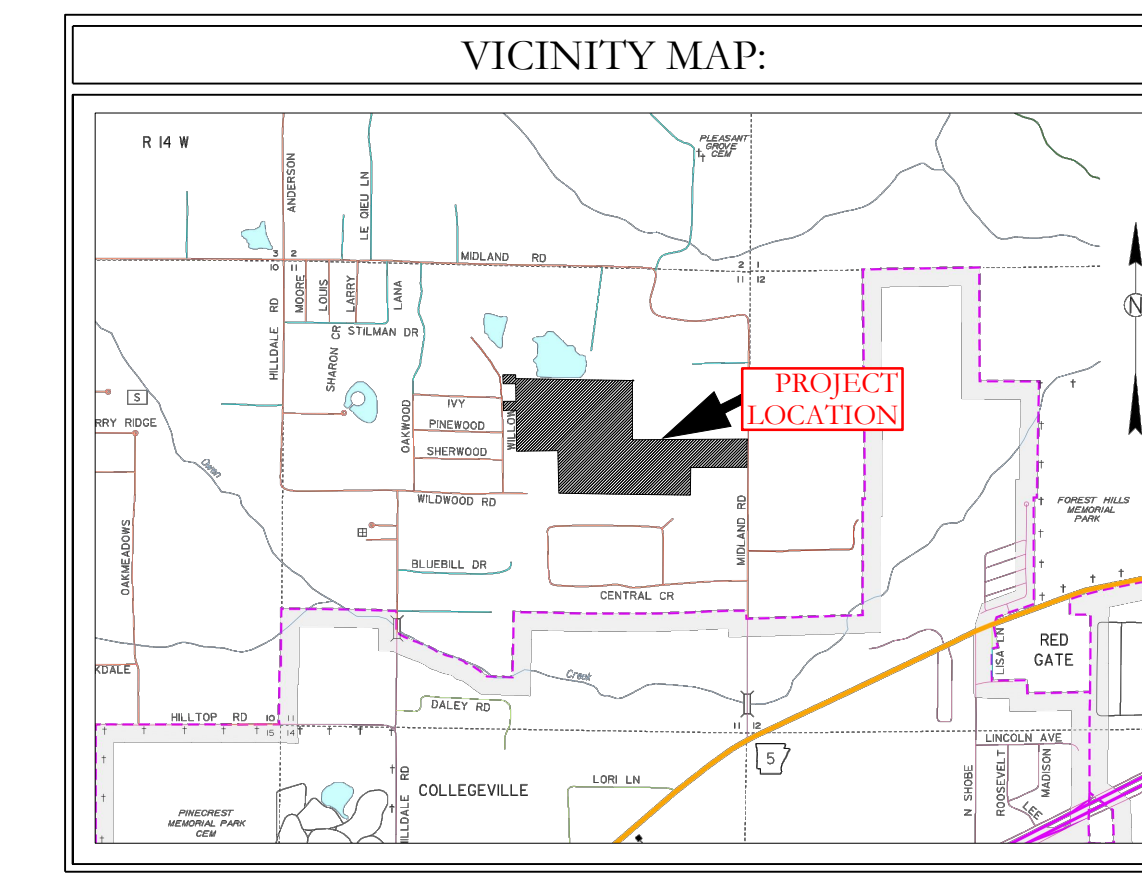 VICINITY MAP:
R 14 W
PLEASANT
GROVE
CEM
ANDERSON
LE QIEU LN
MIDLAND RD
3 2
10 11
2 1
11 12
MOORE
LOUIS
LARRY
LANA
STILMAN DR
HILLDALE RD
SHARON CR
N
S
RRY RIDGE
OAKWOOD
IVY
PINEWOOD
SHERWOOD
WILLOW
PROJECT
LOCATION
WILDWOOD RD
Owen
OAKMEADOWS
MIDLAND RD
FOREST HILLS
MEMORIAL
PARK
BLUEBILL DR
CENTRAL CR
LISA LN
RED
GATE
KDALE
Creek
HILLTOP RD
10 11
15 14
DALEY RD
11 12
5
LINCOLN AVE
COLLEGEVILLE
LORI LN
HILLDALE RD
N SHOBE
ROOSEVELT
MADISON
LEE
PINECREST
MEMORIAL PARK
CEM